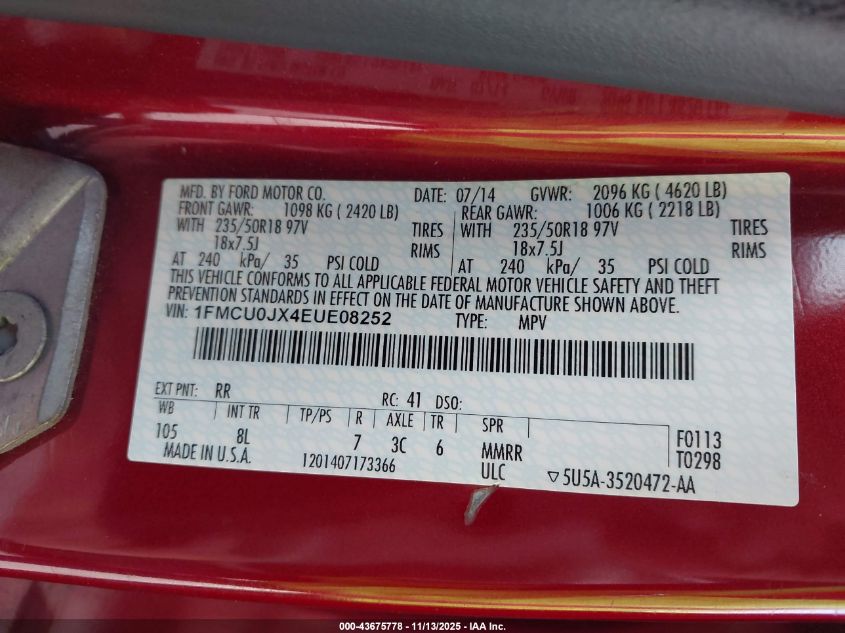 MFD. BY FORD MOTOR CO. DATE: 07/14 GVWR: 2096 KG ( 4620 LB)
FRONT GAWR: 1098 KG ( 2420 LB) REAR GAWR: 1006 KG ( 2218 LB)
WITH 235/50R18 97V TIRES WITH 235/50R18 97V TIRES
18x7.5J RIMS 18x7.5J RIMS
AT 240 kPa/ 35 PSI COLD AT 240 kPa/ 35 PSI COLD
THIS VEHICLE CONFORMS TO ALL APPLICABLE FEDERAL MOTOR VEHICLE SAFETY AND THEFT
PREVENTION STANDARDS IN EFFECT ON THE DATE OF MANUFACTURE SHOWN ABOVE.
VIN: 1FMCU0JX4EUE08252 TYPE: MPV
EXT PNT: RR RC: 41 DSO:
WB INT TR TP/PS R AXLE TR SPR F0113
105 8L 7 3C 6 MMRR T0298
MADE IN U.S.A. 1201407173366 ULC ▽5U5A-3520472-AA
000-43675778 - 11/13/2025 - IAA Inc.